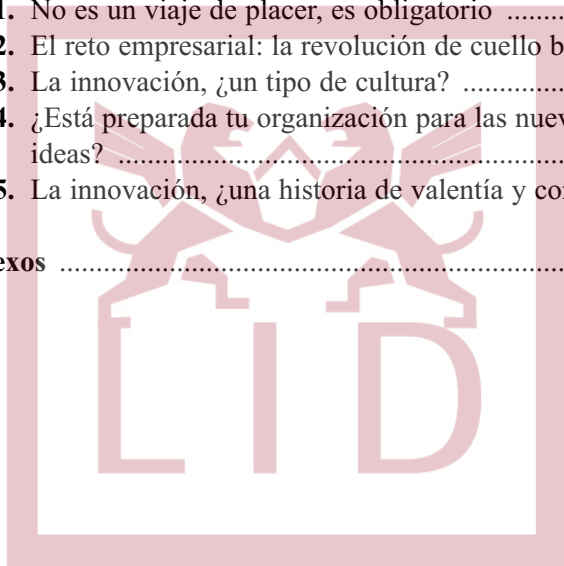 1. No es un viaje de placer, es obligatorio ........
2. El reto empresarial: la revolución de cuello b
3. La innovación, ¿un tipo de cultura? ..............
4. ¿Está preparada tu organización para las nuev
ideas? ..............................................................
5. La innovación, ¿una historia de valentía y co
exos ......................................................................
LID